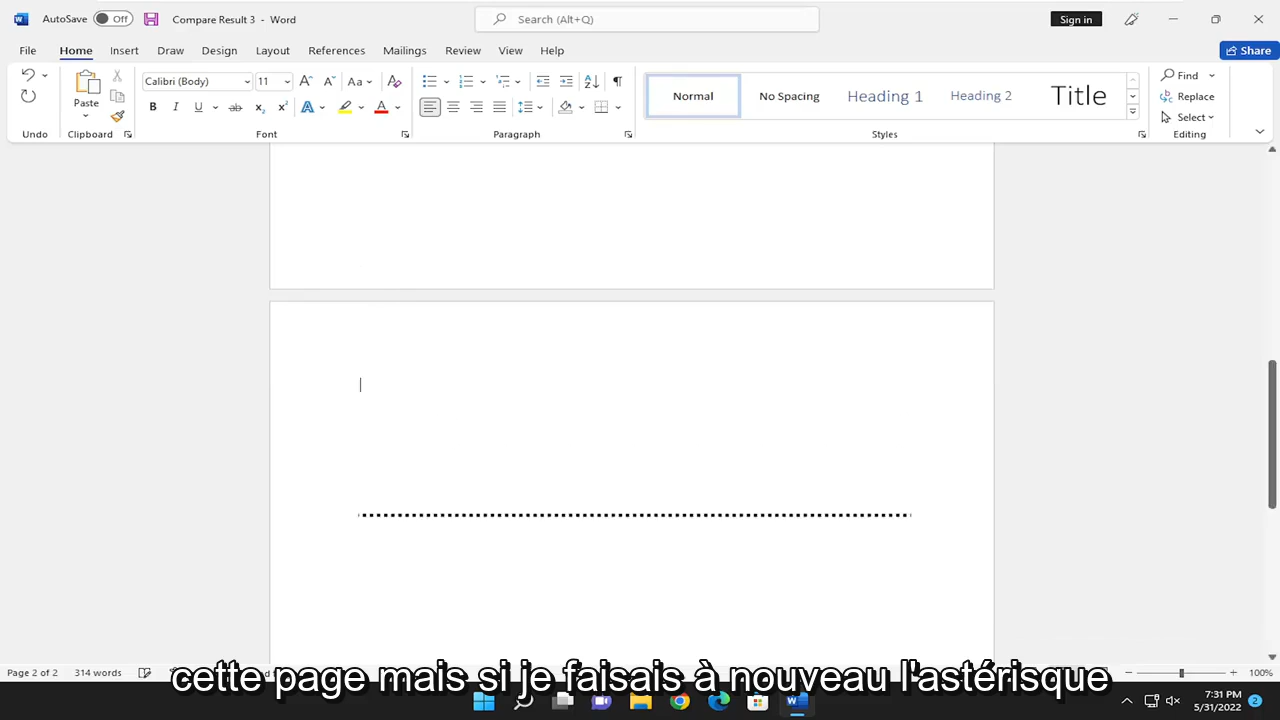 AutoSave Off Compare Result 3 - Word Search (Alt+Q) Sign in
File Home Insert Draw Design Layout References Mailings Review View Help Share
Calibri (Body) 11 Aa Normal No Spacing Heading 1 Heading 2 Title Find
Paste Replace
Select
Undo Clipboard Font Paragraph Styles Editing
Page 2 of 2 314 words 100%
cette page mais si je faisais à nouveau l'astérisque
7:31 PM
5/31/2022 2